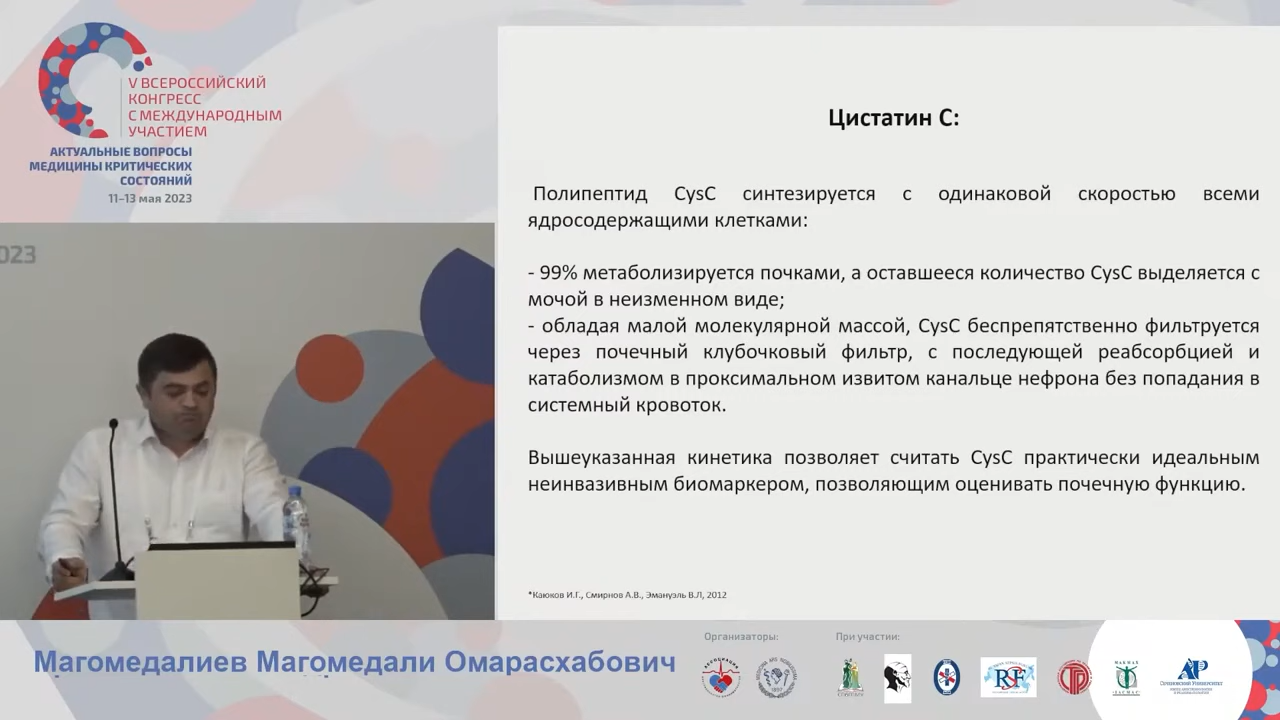 V ВСЕРОССИЙСКИЙ
КОНГРЕСС
С МЕЖДУНАРОДНЫМ
УЧАСТИЕМ
АКТУАЛЬНЫЕ ВОПРОСЫ
МЕДИЦИНЫ КРИТИЧЕСКИХ
СОСТОЯНИЙ
11–13 мая 2023
023
Цистатин С:
Полипептид CysC синтезируется с одинаковой скоростью всеми
ядросодержащими клетками:
- 99% метаболизируется почками, а оставшееся количество CysC выделяется с
мочой в неизменном виде;
- обладая малой молекулярной массой, CysC беспрепятственно фильтруется
через почечный клубочковый фильтр, с последующей реабсорбцией и
катаболизмом в проксимальном извитом канальце нефрона без попадания в
системный кровоток.
Вышеуказанная кинетика позволяет считать CysC практически идеальным
неинвазивным биомаркером, позволяющим оценивать почечную функцию.
*Каюков И.Г., Смирнов А.В., Эмануэль В.Л, 2012
Магомедалиев Магомедали Омарасхабович
Организаторы:
При участии:
RSF
МАКМАХ